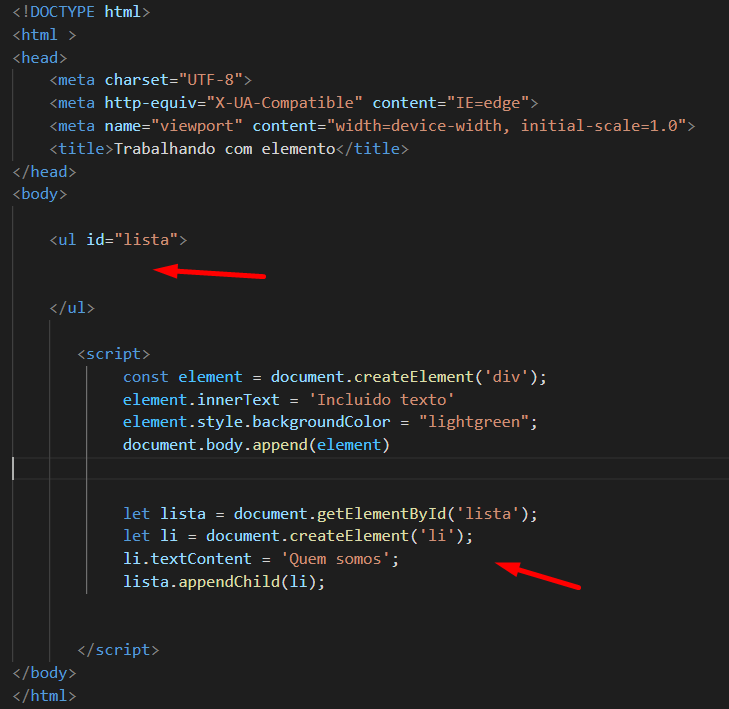 <!DOCTYPE html>
<html >
<head>
    <meta charset="UTF-8">
    <meta http-equiv="X-UA-Compatible" content="IE=edge">
    <meta name="viewport" content="width=device-width, initial-scale=1.0">
    <title>Trabalhando com elemento</title>
</head>
<body>
    <ul id="lista">
    </ul>
       <script>
            const element = document.createElement('div');
            element.innerText = 'Incluido texto'
            element.style.backgroundColor = "lightgreen";
            document.body.append(element)
            let lista = document.getElementById('lista');
            let li = document.createElement('li');
            li.textContent = 'Quem somos';
            lista.appendChild(li);
       </script>
</body>
</html>